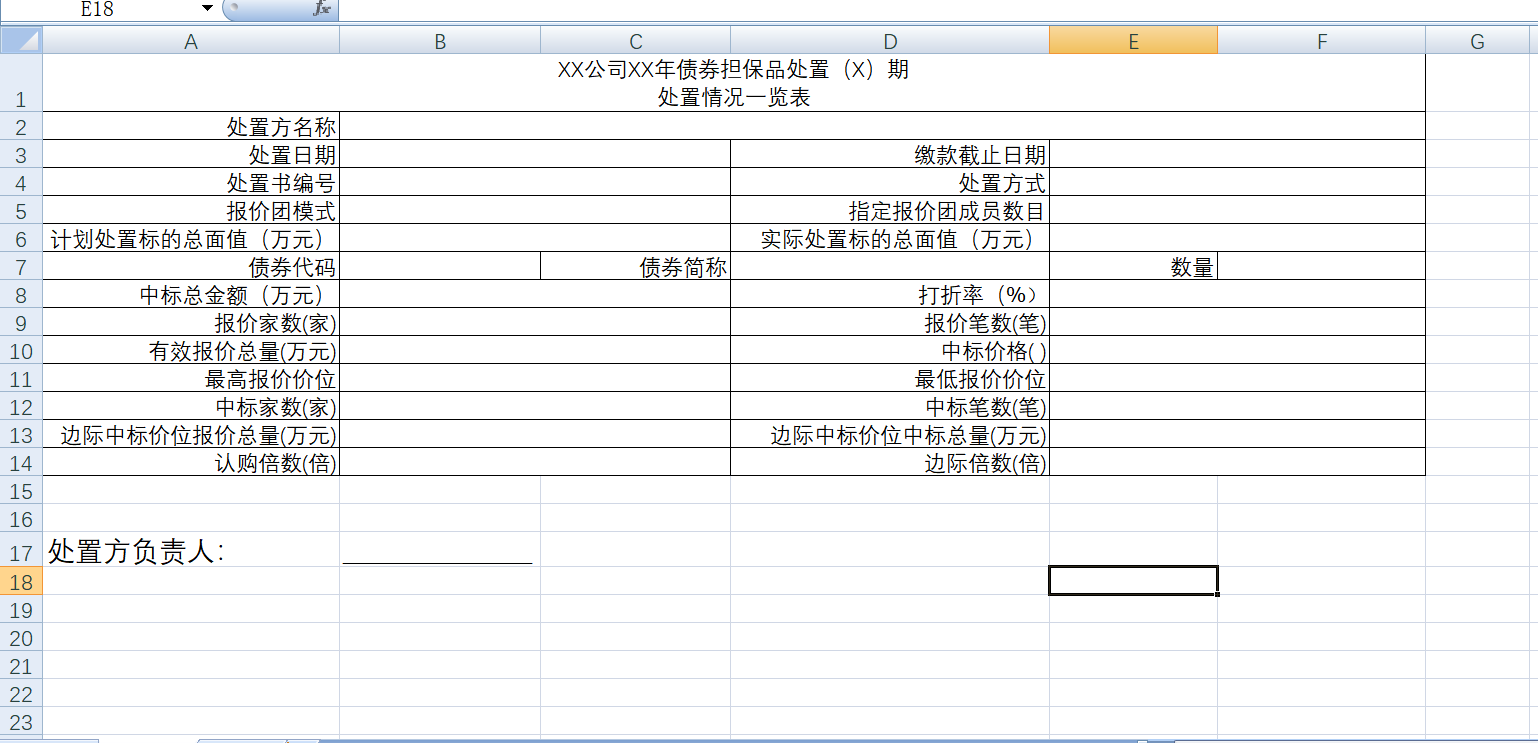 E18 fx
A B C D E F G
XX公司XX年债券担保品处置（X）期
1 处置情况一览表
2 处置方名称
3 处置日期 缴款截止日期
4 处置书编号 处置方式
5 报价团模式 指定报价团成员数目
6 计划处置标的总面值（万元） 实际处置标的总面值（万元）
7 债券代码 债券简称 数量
8 中标总金额（万元） 打折率（%）
9 报价家数(家) 报价笔数(笔)
10 有效报价总量(万元) 中标价格( )
11 最高报价价位 最低报价价位
12 中标家数(家) 中标笔数(笔)
13 边际中标价位报价总量(万元) 边际中标价位中标总量(万元)
14 认购倍数(倍) 边际倍数(倍)
15
16
17 处置方负责人：
18
19
20
21
22
23